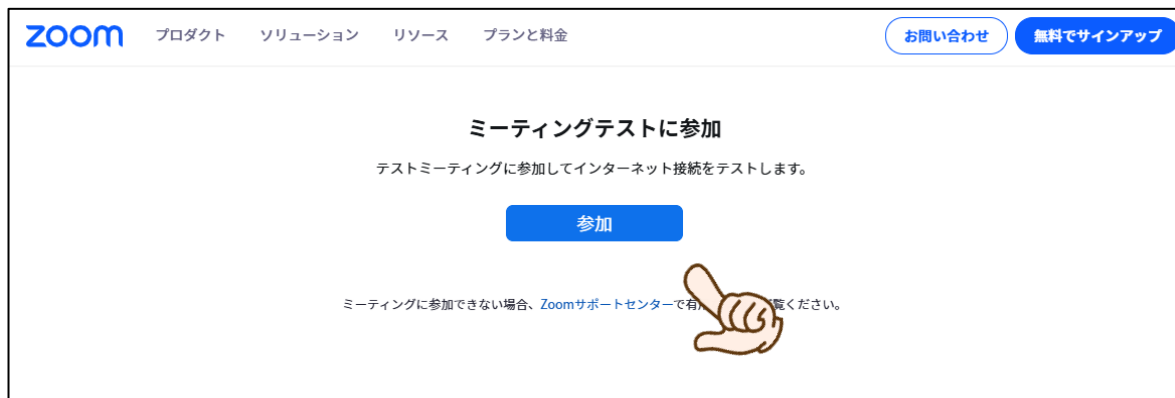 zoom プロダクト ソリューション リソース プランと料金 お問い合わせ 無料でサインアップ
ミーティングテストに参加
テストミーティングに参加してインターネット接続をテストします。
参加
ミーティングに参加できない場合、Zoomサポートセンターで有 覧ください。